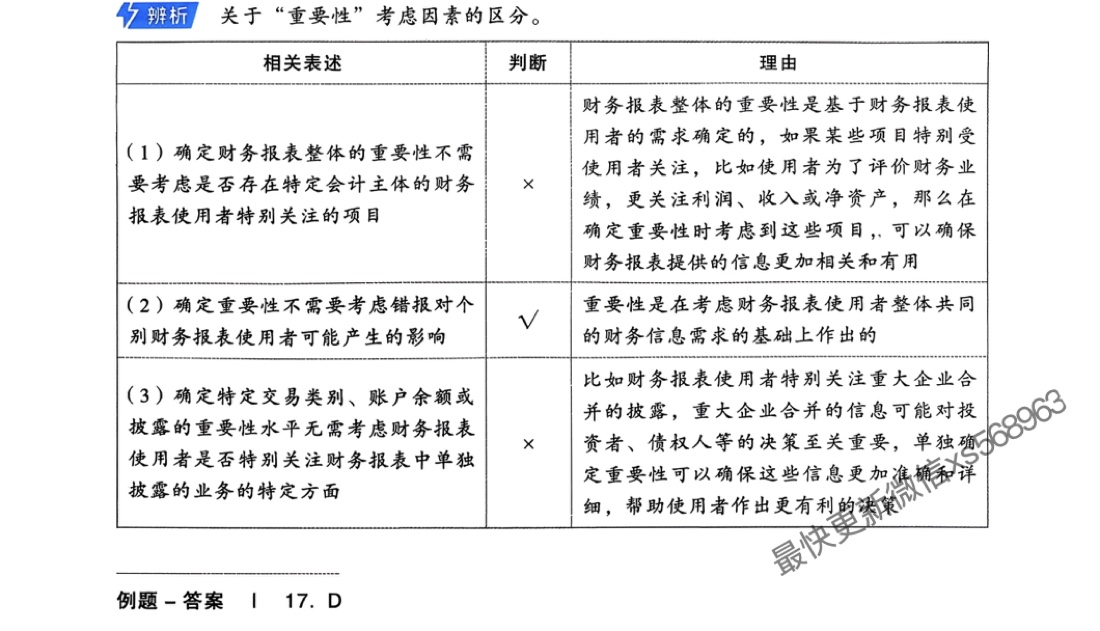 辨析 关于“重要性”考虑因素的区分。
相关表述 判断 理由
(1)确定财务报表整体的重要性不需
要考虑是否存在特定会计主体的财务
报表使用者特别关注的项目
×
财务报表整体的重要性是基于财务报表使
用者的需求确定的，如果某些项目特别受
使用者关注，比如使用者为了评价财务业
绩，更关注利润、收入或净资产，那么在
确定重要性时考虑到这些项目，可以确保
财务报表提供的信息更加相关和有用
(2)确定重要性不需要考虑错报对个
别财务报表使用者可能产生的影响
√
重要性是在考虑财务报表使用者整体共同
的财务信息需求的基础上作出的
(3)确定特定交易类别、账户余额或
披露的重要性水平无需考虑财务报表
使用者是否特别关注财务报表中单独
披露的业务的特定方面
×
比如财务报表使用者特别关注重大企业合
并的披露，重大企业合并的信息可能对投
资者、债权人等的决策至关重要，单独确
定重要性可以确保这些信息更加准确和详
细，帮助使用者作出更有利的决策
最快更新微信xs568963
例题－答案 | 17. D